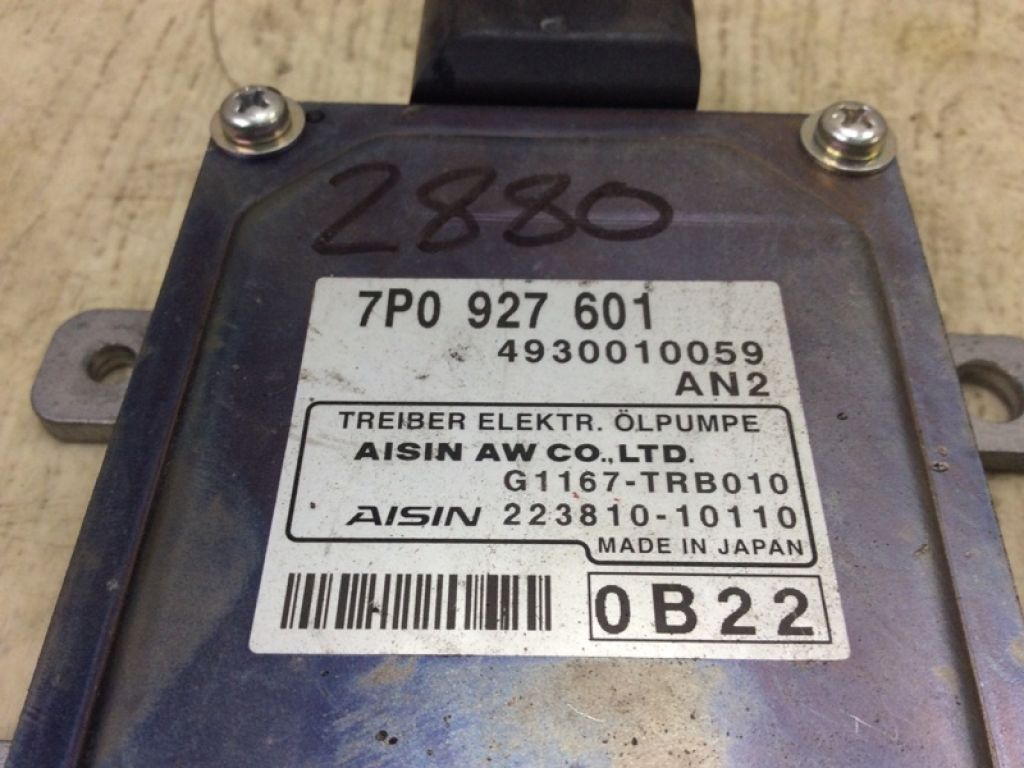 2880
7P0 927 601
4930010059
AN2
TREIBER ELEKTR. ÖLPUMPE
AISIN AW CO.,LTD.
G1167-TRB010
AISIN 223810-10110
MADE IN JAPAN
0B22